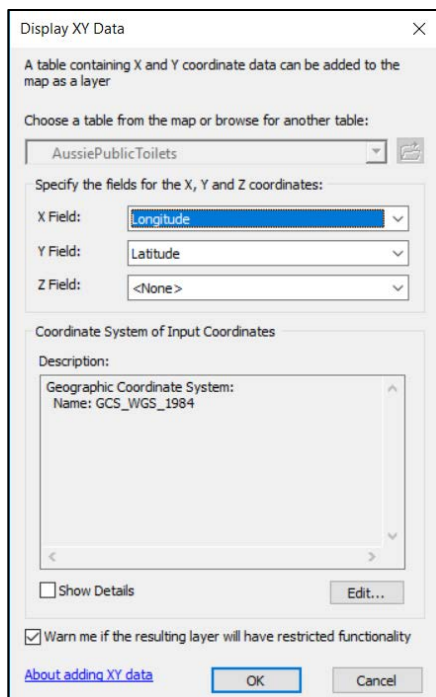 Display XY Data
A table containing X and Y coordinate data can be added to the
map as a layer
Choose a table from the map or browse for another table:
AussiePublicToilets
Specify the fields for the X, Y and Z coordinates:
X Field: Longitude
Y Field: Latitude
Z Field: <None>
Coordinate System of Input Coordinates
Description:
Geographic Coordinate System:
Name: GCS_WGS_1984
Show Details Edit...
Warn me if the resulting layer will have restricted functionality
About adding XY data OK Cancel